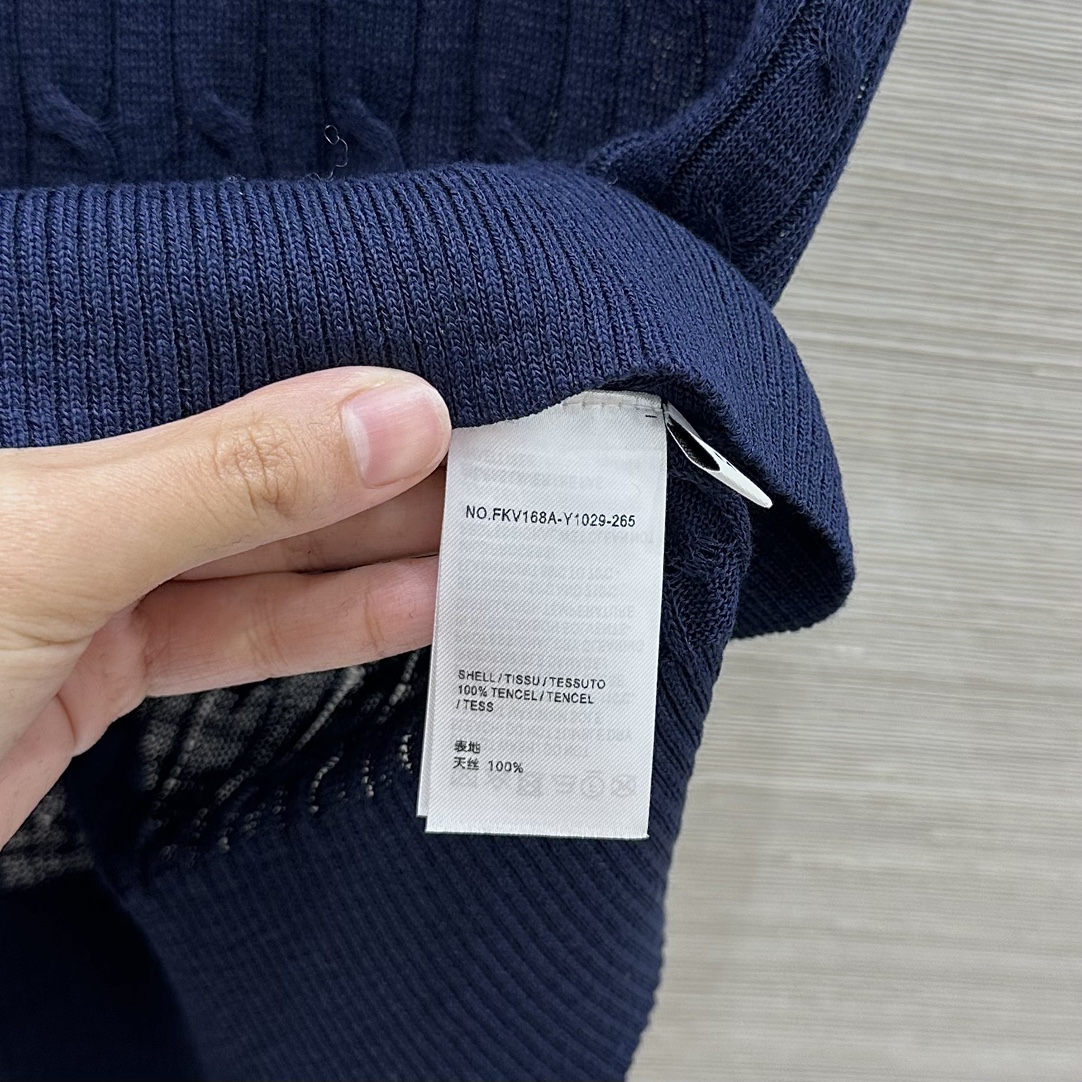 NO.FKV168A-Y1029-265
SHELL/TISSU/TESSUTO
100% TENCEL/TENCEL
/TESS
表地
天丝 100%